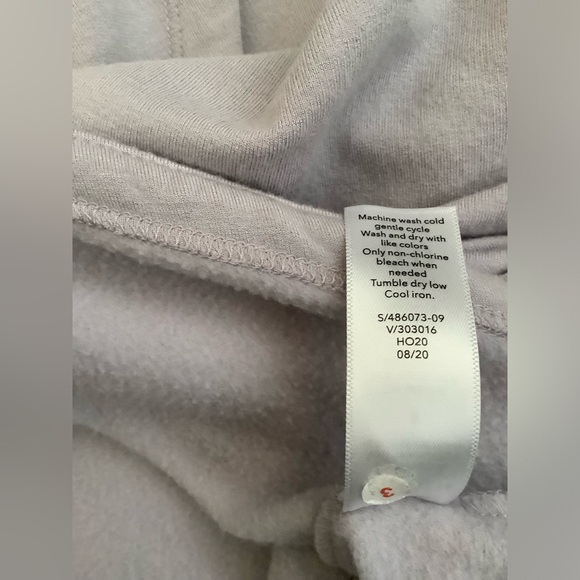 Machine wash cold
gentle cycle
Wash and dry with
like colors
Only non-chlorine
bleach when
needed
Tumble dry low
Cool iron.
S/486073-09
V/303016
HO20
08/20
3